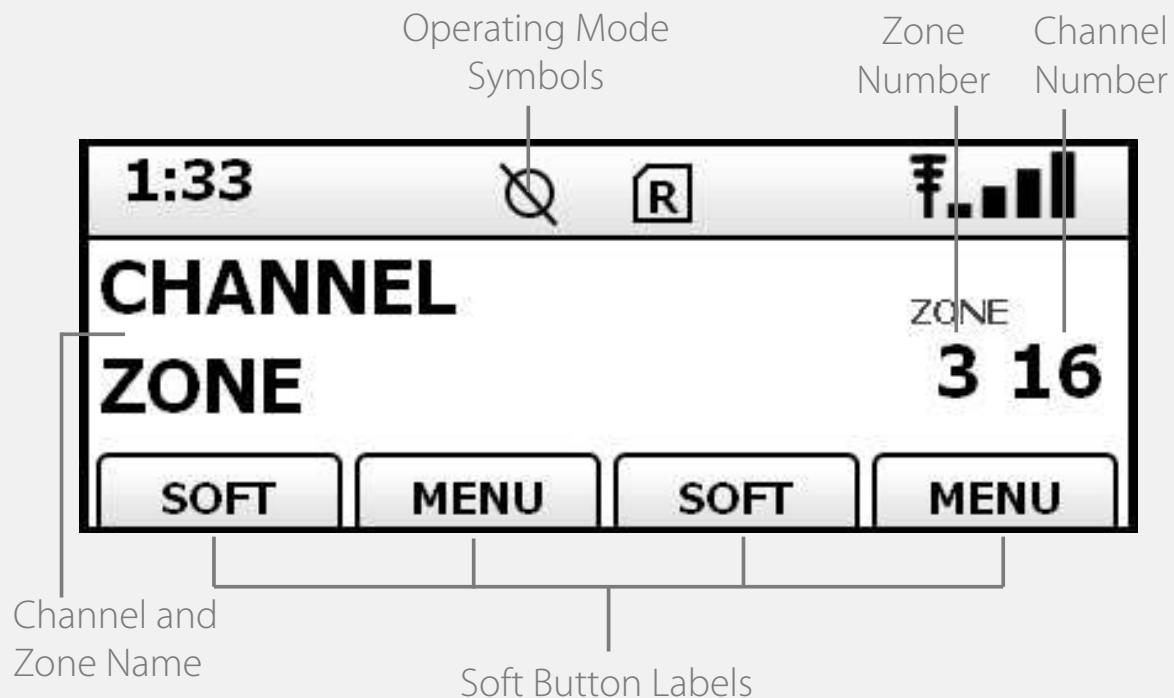 Operating Mode
Symbols
Zone
Number
Channel
Number
1:33
R
CHANNEL
ZONE
ZONE
3 16
SOFT
MENU
SOFT
MENU
Channel and
Zone Name
Soft Button Labels